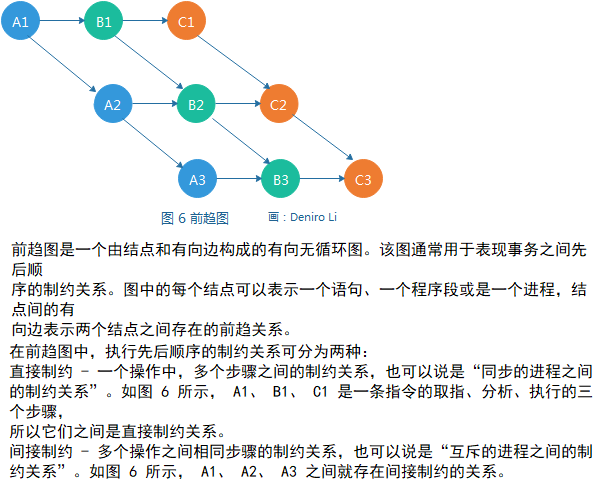 A1 B1 C1
A2 B2 C2
A3 B3 C3
图 6 前趋图 画：Deniro Li
前趋图是一个由结点和有向边构成的有向无循环图。该图通常用于表现事务之间先
后顺
序的制约关系。图中的每个结点可以表示一个语句、一个程序段或是一个进程，结
点间的有
向边表示两个结点之间存在的前趋关系。
在前趋图中，执行先后顺序的制约关系可分为两种：
直接制约 - 一个操作中，多个步骤之间的制约关系，也可以说是“同步的进程之间
的制约关系”。如图 6 所示， A1、 B1、 C1 是一条指令的取指、分析、执行的三
个步骤，
所以它们之间是直接制约关系。
间接制约 - 多个操作之间相同步骤的制约关系，也可以说是“互斥的进程之间的制
约关系”。如图 6 所示， A1、 A2、 A3 之间就存在间接制约的关系。